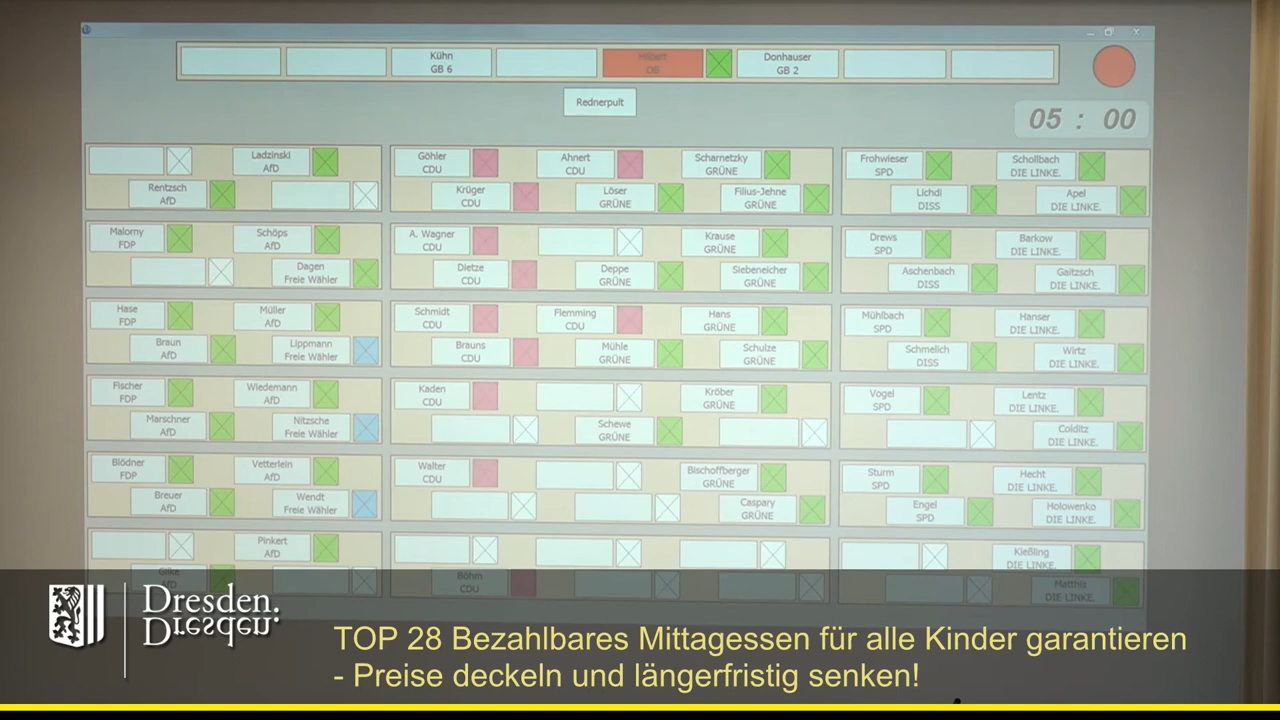 Kühn
GB 6
Hilbert
OB
Donhauser
GB 2
Rednerpult
05 : 00
Ladzinski
AfD
Rentzsch
AfD
Göhler
CDU
Ahnert
CDU
Scharnetzky
GRÜNE
Krüger
CDU
Löser
GRÜNE
Filius-Jehne
GRÜNE
Frohwieser
SPD
Schollbach
DIE LINKE.
Lichdi
DISS
Apel
DIE LINKE.
Malorny
FDP
Schöps
AfD
Dagen
Freie Wähler
A. Wagner
CDU
Krause
GRÜNE
Dietze
CDU
Deppe
GRÜNE
Siebeneicher
GRÜNE
Drews
SPD
Barkow
DIE LINKE.
Aschenbach
DISS
Gaitzsch
DIE LINKE.
Hase
FDP
Müller
AfD
Braun
AfD
Lippmann
Freie Wähler
Schmidt
CDU
Flemming
CDU
Hans
GRÜNE
Brauns
CDU
Mühle
GRÜNE
Schulze
GRÜNE
Mühlbach
SPD
Hanser
DIE LINKE.
Schmelich
DISS
Wirtz
DIE LINKE.
Fischer
FDP
Wiedemann
AfD
Marschner
AfD
Nitzsche
Freie Wähler
Kaden
CDU
Kröber
GRÜNE
Schewe
GRÜNE
Vogel
SPD
Lentz
DIE LINKE.
Colditz
DIE LINKE.
Blödner
FDP
Vetterlein
AfD
Breuer
AfD
Wendt
Freie Wähler
Walter
CDU
Bischoffberger
GRÜNE
Caspary
GRÜNE
Sturm
SPD
Hecht
DIE LINKE.
Engel
SPD
Holowenko
DIE LINKE.
Pinkert
AfD
Gilke
AfD
Böhm
CDU
Kießling
DIE LINKE.
Matthis
DIE LINKE.
Dresden.
Dresden.
TOP 28 Bezahlbares Mittagessen für alle Kinder garantieren
- Preise deckeln und längerfristig senken!